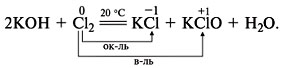 2KOH + Cl₂ =(20 °C) KCl + KClO + H₂O.
0 −1 +1
ок-ль
в-ль